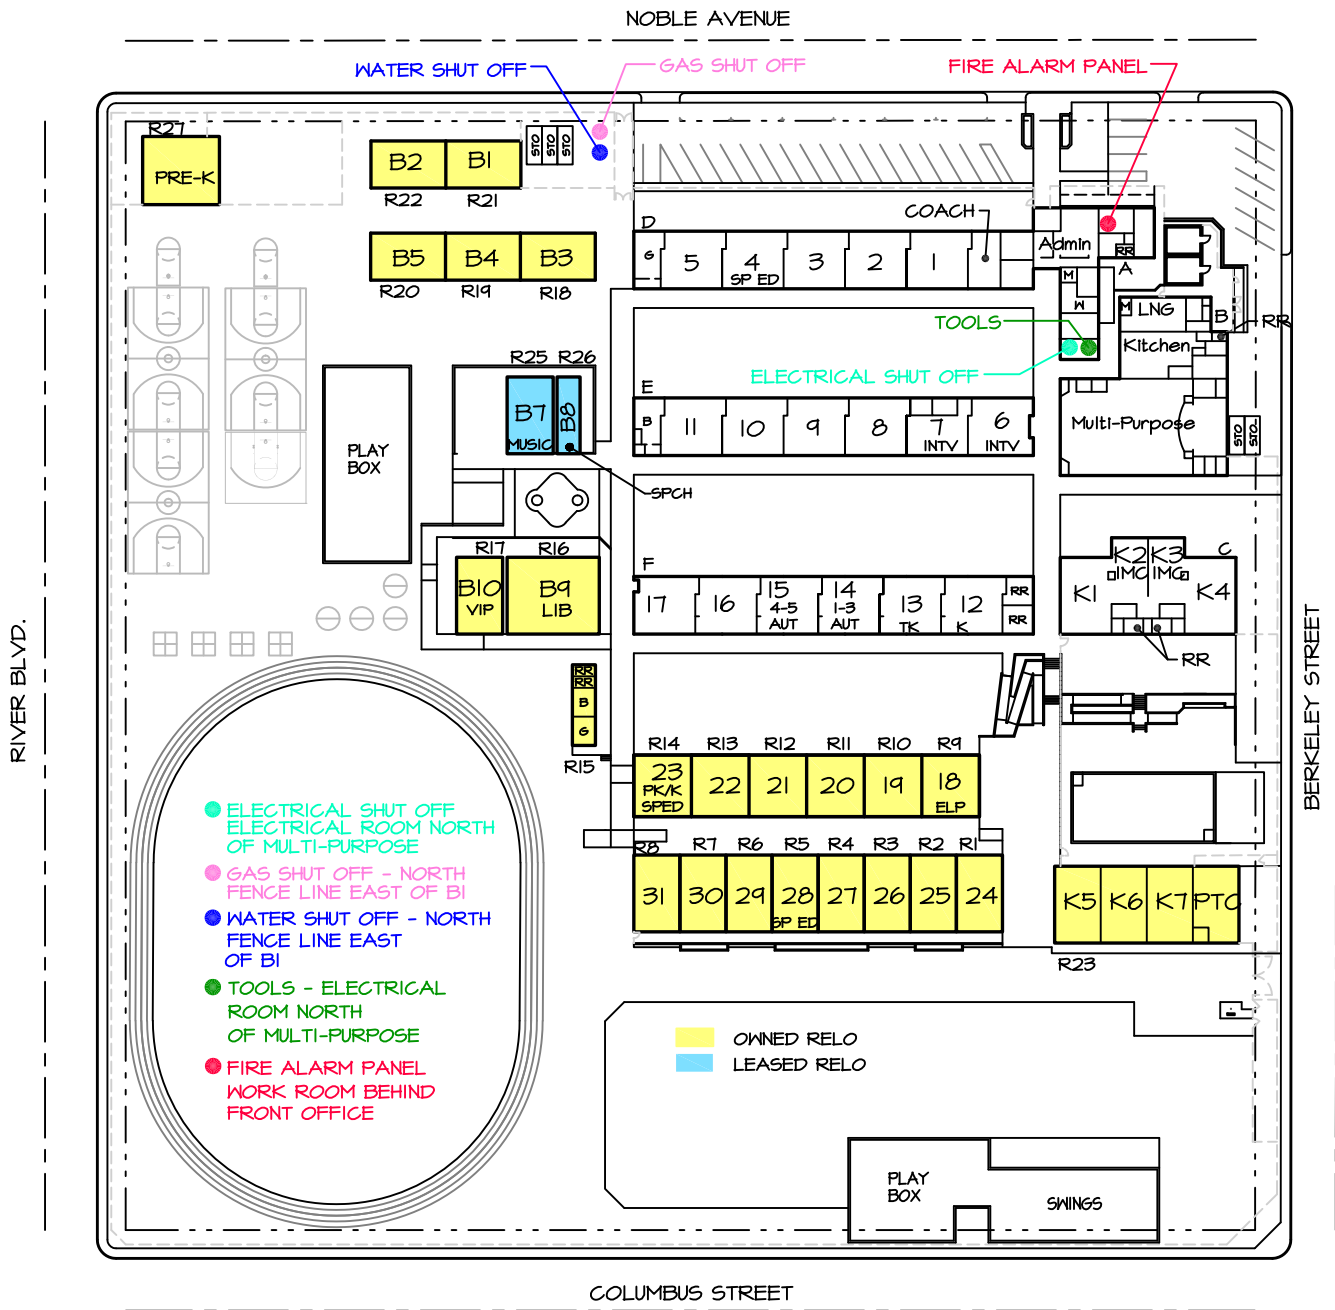 NOBLE AVENUE
WATER SHUT OFF
GAS SHUT OFF
FIRE ALARM PANEL
R27
PRE-K
B2
B1
R22
R21
STO
STO
STO
D
COACH
B5
B4
B3
R20
R19
R18
G
5
4
SP ED
3
2
1
Admin
RR
A
M
W
M
LNG
B
RR
TOOLS
Kitchen
ELECTRICAL SHUT OFF
R25
R26
B7
MUSIC
B8
SPCH
PLAY
BOX
E
B
11
10
9
8
7
INTV
6
INTV
Multi-Purpose
STO
STO
R17
R16
B10
VIP
B9
LIB
F
17
16
15
4-5
AUT
14
1-3
AUT
13
TK
12
K
RR
RR
K2
K3
C
IMC
IMC
K1
K4
RR
RIVER BLVD.
BERKELEY STREET
RR
RR
B
G
R15
R14
R13
R12
R11
R10
R9
23
PK/K
SPED
22
21
20
19
18
ELP
R8
R7
R6
R5
R4
R3
R2
R1
31
30
29
28
SP ED
27
26
25
24
K5
K6
K7
PTC
R23
ELECTRICAL SHUT OFF
ELECTRICAL ROOM NORTH
OF MULTI-PURPOSE
GAS SHUT OFF - NORTH
FENCE LINE EAST OF B1
WATER SHUT OFF - NORTH
FENCE LINE EAST
OF B1
TOOLS - ELECTRICAL
ROOM NORTH
OF MULTI-PURPOSE
FIRE ALARM PANEL
WORK ROOM BEHIND
FRONT OFFICE
OWNED RELO
LEASED RELO
PLAY
BOX
SWINGS
COLUMBUS STREET